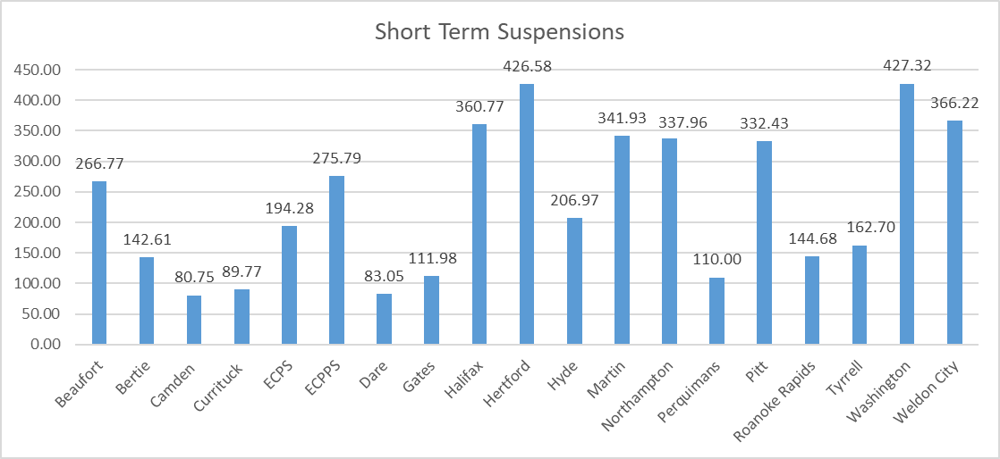 Short Term Suspensions
450.00
400.00
350.00
300.00
250.00
200.00
150.00
100.00
50.00
0.00
266.77
142.61
80.75
89.77
194.28
275.79
83.05
111.98
360.77
426.58
206.97
341.93
337.96
110.00
332.43
144.68
162.70
427.32
366.22
Beaufort
Bertie
Camden
Currituck
ECPS
ECPPS
Dare
Gates
Halifax
Hertford
Hyde
Martin
Northampton
Perquimans
Pitt
Roanoke Rapids
Tyrrell
Washington
Weldon City